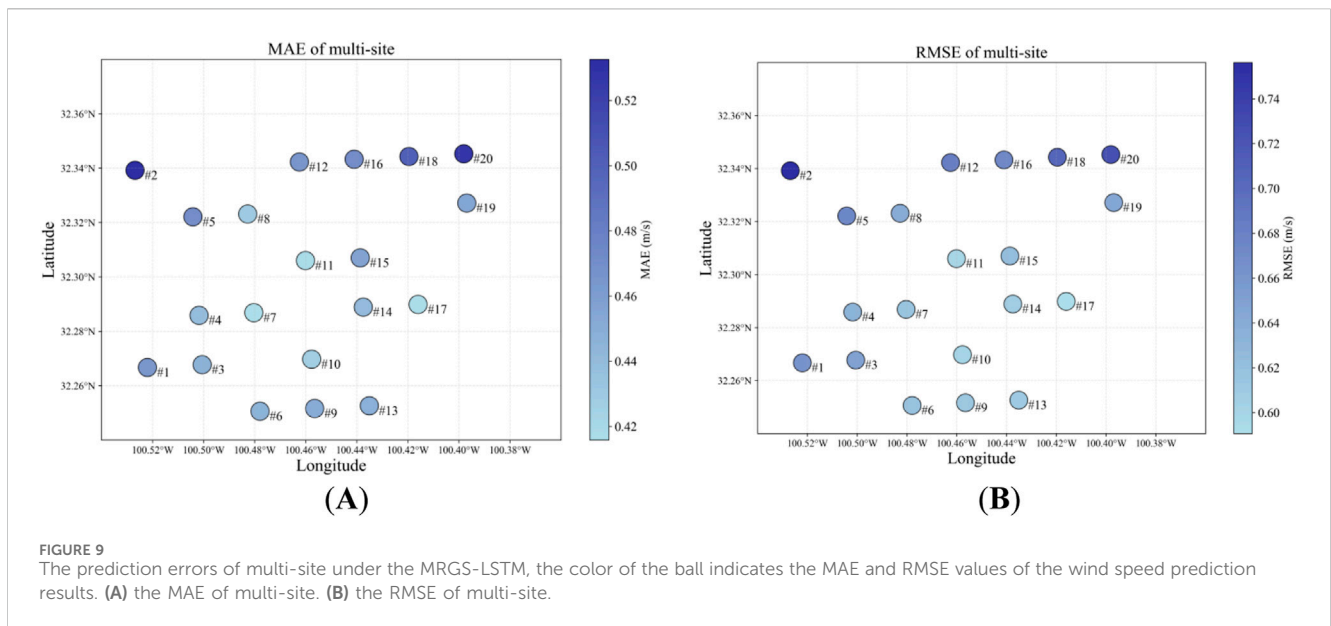 MAE of multi-site
32.36°N
32.34°N
32.32°N
32.30°N
32.28°N
32.26°N
Latitude
#2
#12
#16
#18
#20
#19
#5
#8
#11
#15
#4
#7
#14
#17
#1
#3
#10
#6
#9
#13
100.52°W 100.50°W 100.48°W 100.46°W 100.44°W 100.42°W 100.40°W 100.38°W
Longitude
0.52
0.50
0.48
0.46
0.44
0.42
MAE (m/s)
(A)
RMSE of multi-site
32.36°N
32.34°N
32.32°N
32.30°N
32.28°N
32.26°N
Latitude
#2
#12
#16
#18
#20
#19
#5
#8
#11
#15
#4
#7
#14
#17
#1
#3
#10
#6
#9
#13
100.52°W 100.50°W 100.48°W 100.46°W 100.44°W 100.42°W 100.40°W 100.38°W
Longitude
0.74
0.72
0.70
0.68
0.66
0.64
0.62
0.60
RMSE (m/s)
(B)
FIGURE 9
The prediction errors of multi-site under the MRGS-LSTM, the color of the ball indicates the MAE and RMSE values of the wind speed prediction
results. (A) the MAE of multi-site. (B) the RMSE of multi-site.